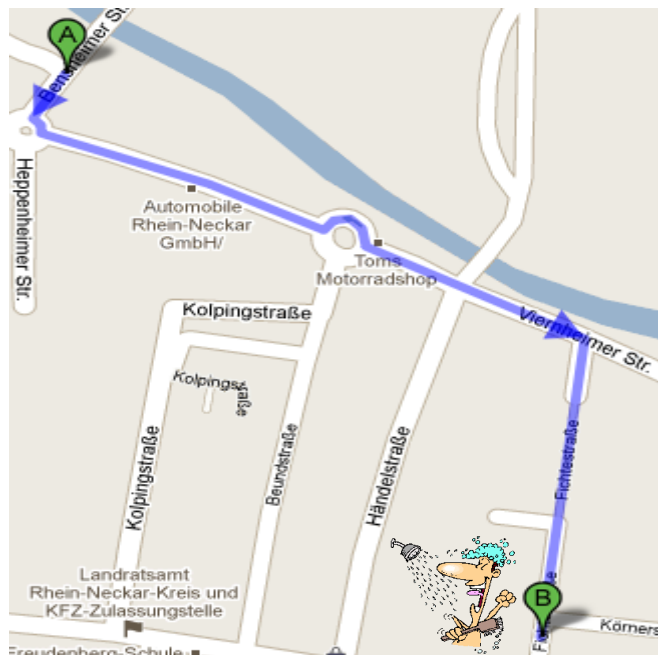 A
Bensheimer Str.
Heppenheimer Str.
Automobile
Rhein-Neckar
GmbH/
Toms
Motorradshop
Viernheimer Str.
Kolpingstraße
Kolpingstraße
Kolpingstraße
Beundstraße
Händelstraße
Fichtestraße
Landratsamt
Rhein-Neckar-Kreis und
KFZ-Zulassungstelle
B
Körners
Freudenberg-Schule